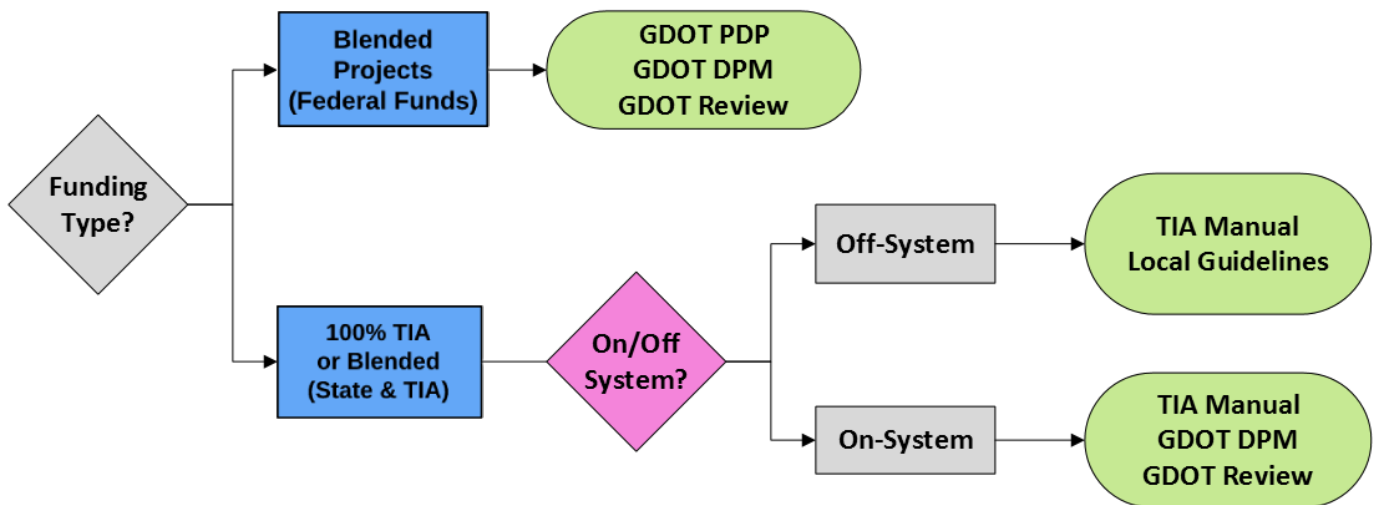 Blended
Projects
(Federal Funds)
GDOT PDP
GDOT DPM
GDOT Review
Funding
Type?
100% TIA
or Blended
(State & TIA)
On/Off
System?
Off-System
TIA Manual
Local Guidelines
On-System
TIA Manual
GDOT DPM
GDOT Review